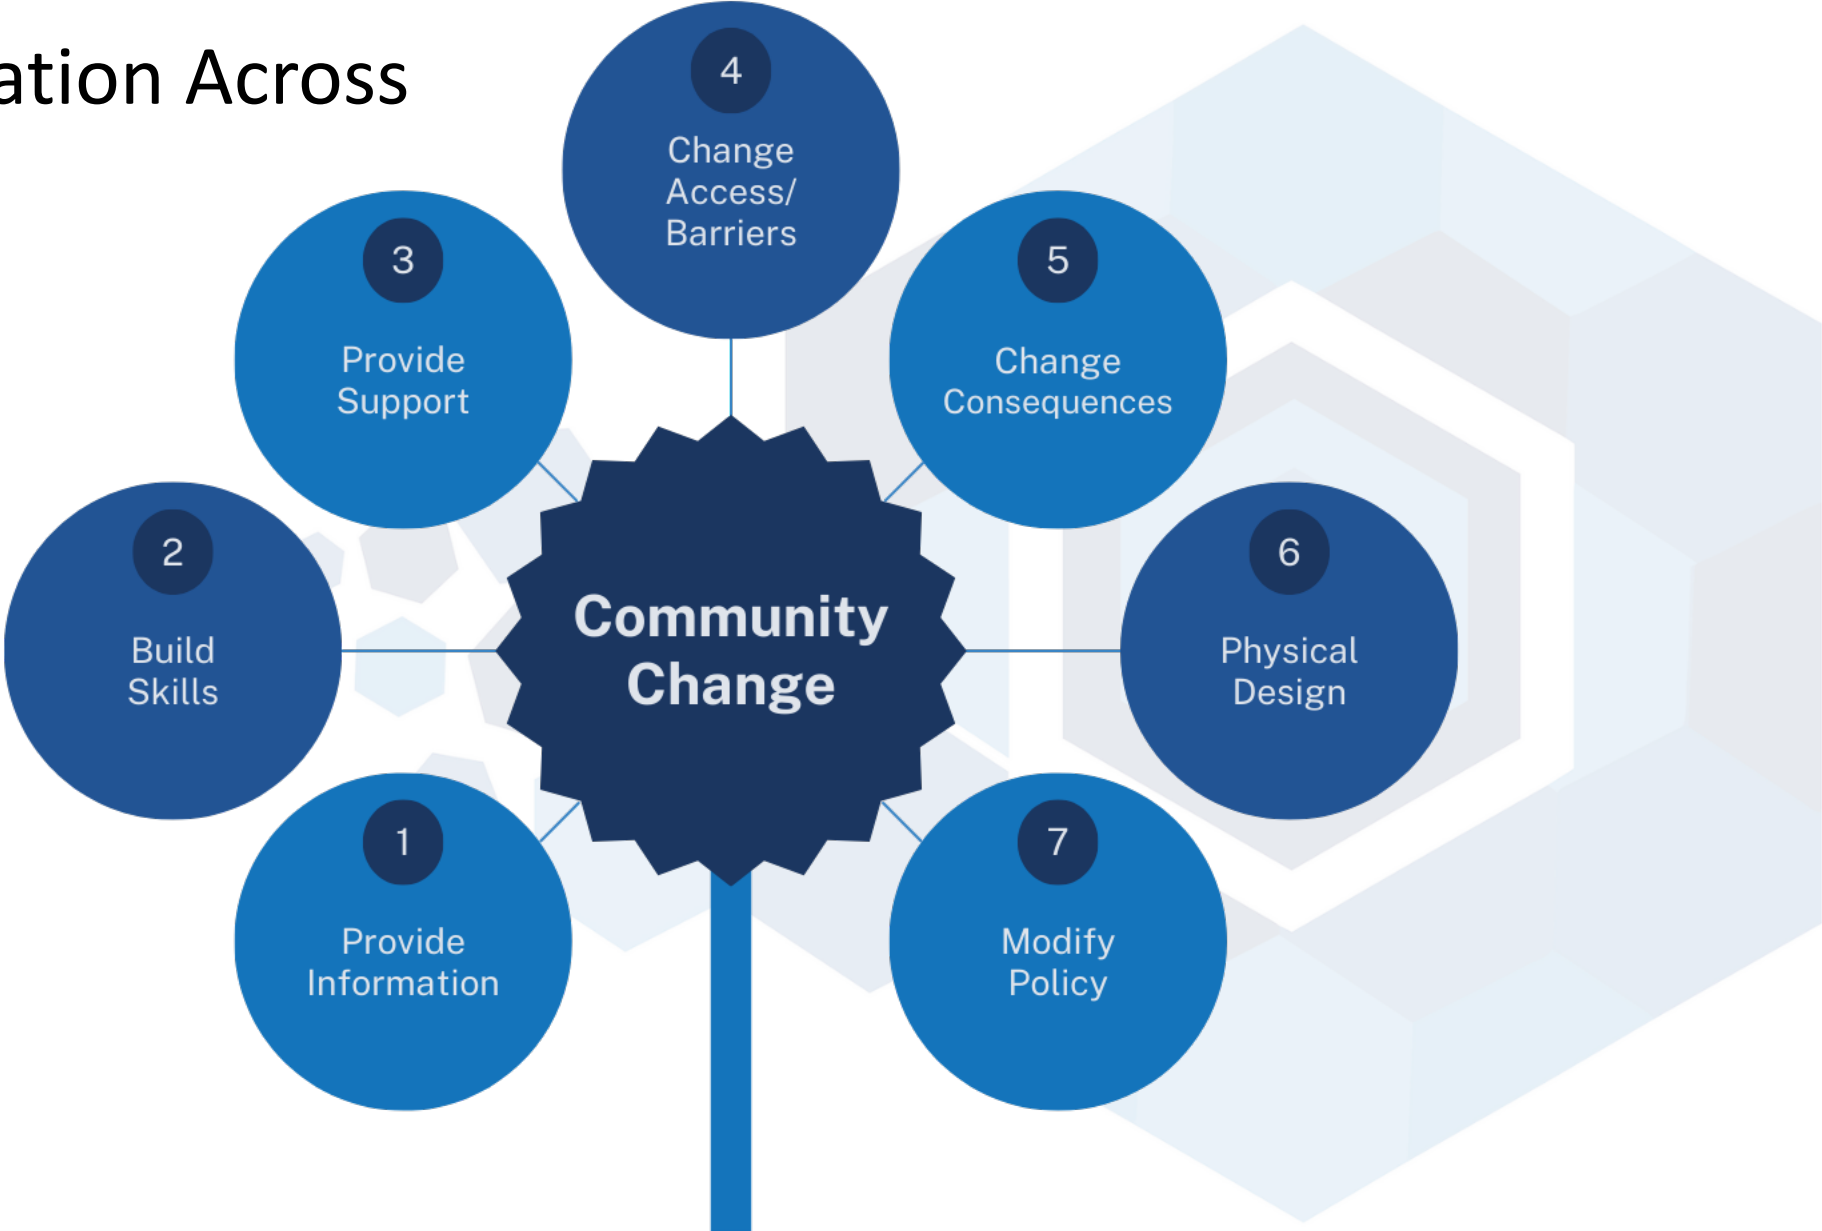 ation Across
4
Change
Access/
Barriers
3
Provide
Support
5
Change
Consequences
2
Build
Skills
Community
Change
6
Physical
Design
1
Provide
Information
7
Modify
Policy